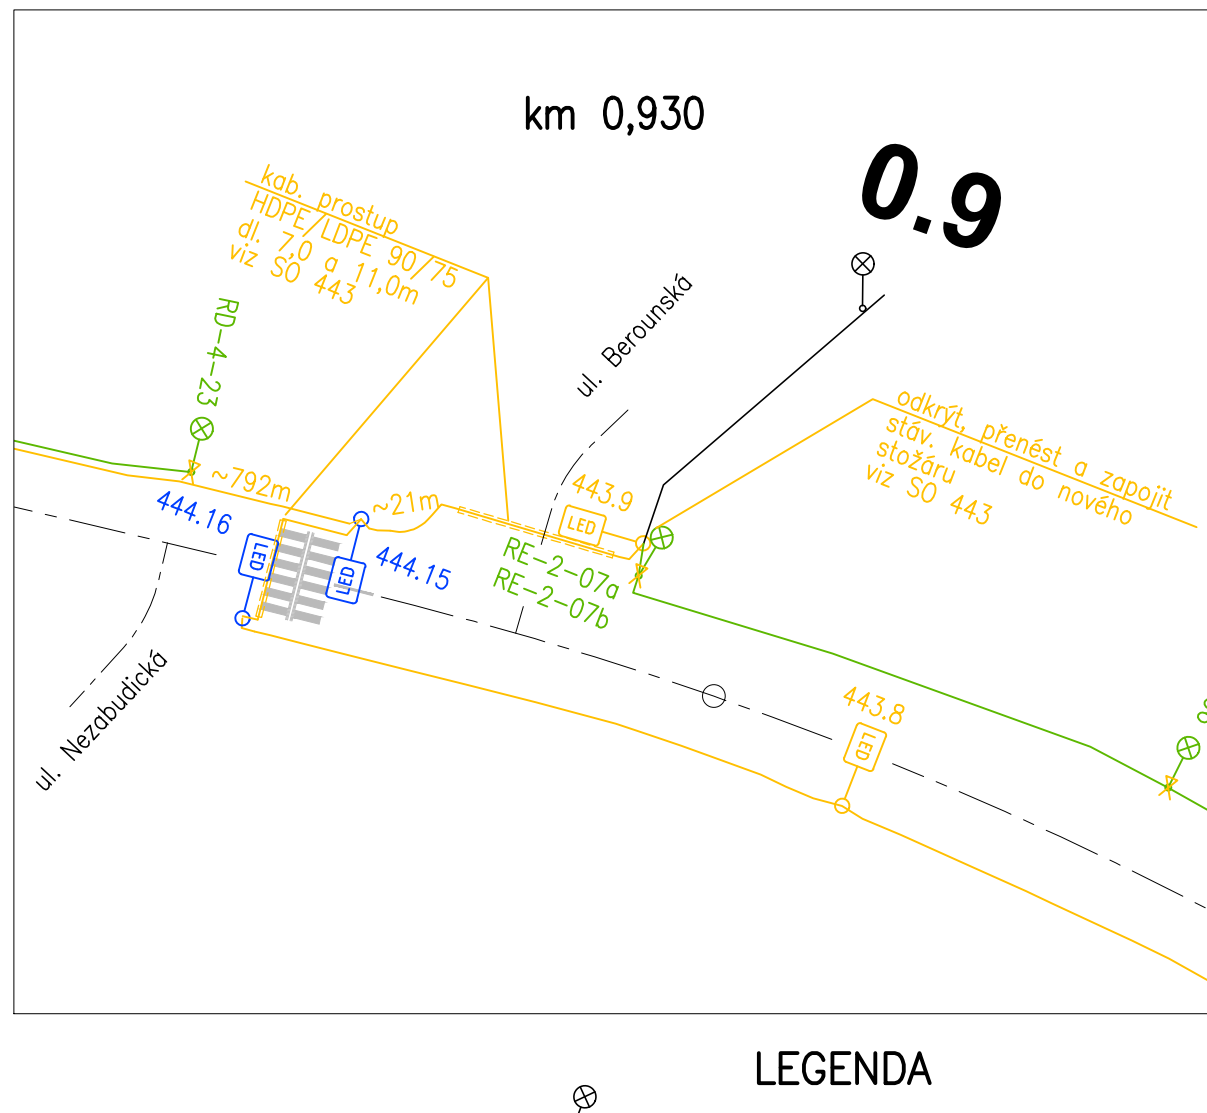 km 0,930
0.9
kab. prostup
HDPE/LDPE 90/75
dl. 7,0 a 11,0m
viz SO 443
ul. Berounská
RD-4-23
odkrýt, přenést a zapojit
stáv. kabel do nového
stožáru
viz SO 443
~792m
~21m
443.9
LED
444.16
LED
444.15
LED
RE-2-07a
RE-2-07b
ul. Nezabudická
443.8
LED
LEGENDA